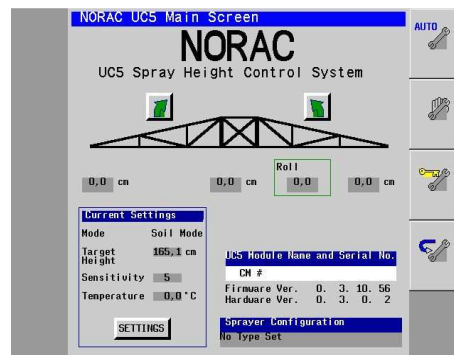 NORAC UC5 Main Screen
AUTO
NORAC
UC5 Spray Height Control System
Roll
0,0 cm 0,0 cm 0,0 0,0 cm
Current Settings
Mode Soil Mode
Target Height 165,1 cm
Sensitivity 5
Temperature 0,0 °C
SETTINGS
UC5 Module Name and Serial No.
CM #
Firmware Ver. 0. 3. 10. 56
Hardware Ver. 0. 3. 0. 2
Sprayer Configuration
No Type Set